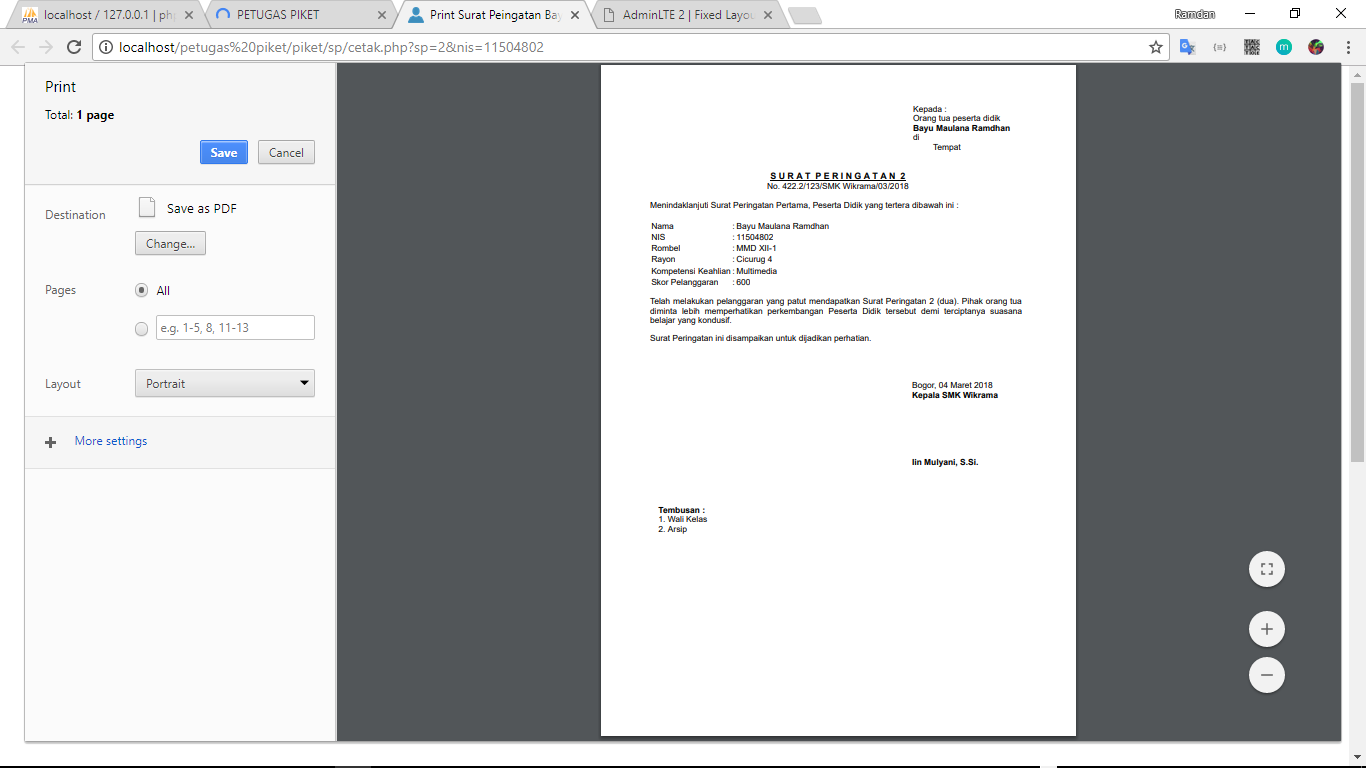 localhost / 127.0.0.1 | ph
PETUGAS PIKET
Print Surat Peingatan Bay
AdminLTE 2 | Fixed Layou
Ramdan
localhost/petugas%20piket/piket/sp/cetak.php?sp=2&nis=11504802
Print
Total: 1 page
Save
Cancel
Destination
Save as PDF
Change...
Pages
All
e.g. 1-5, 8, 11-13
Layout
Portrait
More settings
Kepada :
Orang tua peserta didik
Bayu Maulana Ramdhan
di
Tempat
S U R A T P E R I N G A T A N 2
No. 422.2/123/SMK Wikrama/03/2018
Menindaklanjuti Surat Peringatan Pertama, Peserta Didik yang tertera dibawah ini :
Nama : Bayu Maulana Ramdhan
NIS : 11504802
Rombel : MMD XII-1
Rayon : Cicurug 4
Kompetensi Keahlian : Multimedia
Skor Pelanggaran : 600
Telah melakukan pelanggaran yang patut mendapatkan Surat Peringatan 2 (dua). Pihak orang tua
diminta lebih memperhatikan perkembangan Peserta Didik tersebut demi terciptanya suasana
belajar yang kondusif.
Surat Peringatan ini disampaikan untuk dijadikan perhatian.
Bogor, 04 Maret 2018
Kepala SMK Wikrama
Iin Mulyani, S.Si.
Tembusan :
1. Wali Kelas
2. Arsip